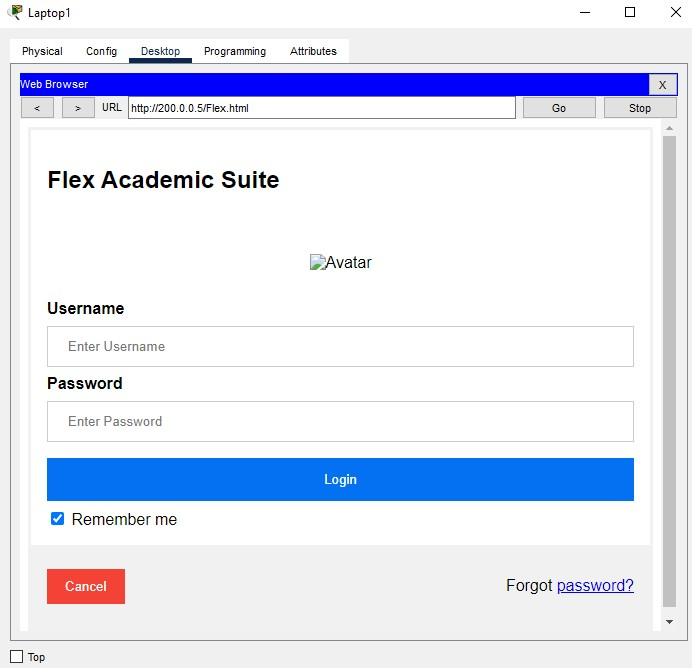 Laptop1
Physical Config Desktop Programming Attributes
Web Browser X
< > URL http://200.0.0.5/Flex.html Go Stop
Flex Academic Suite
Avatar
Username
Enter Username
Password
Enter Password
Login
Remember me
Cancel Forgot password?
Top